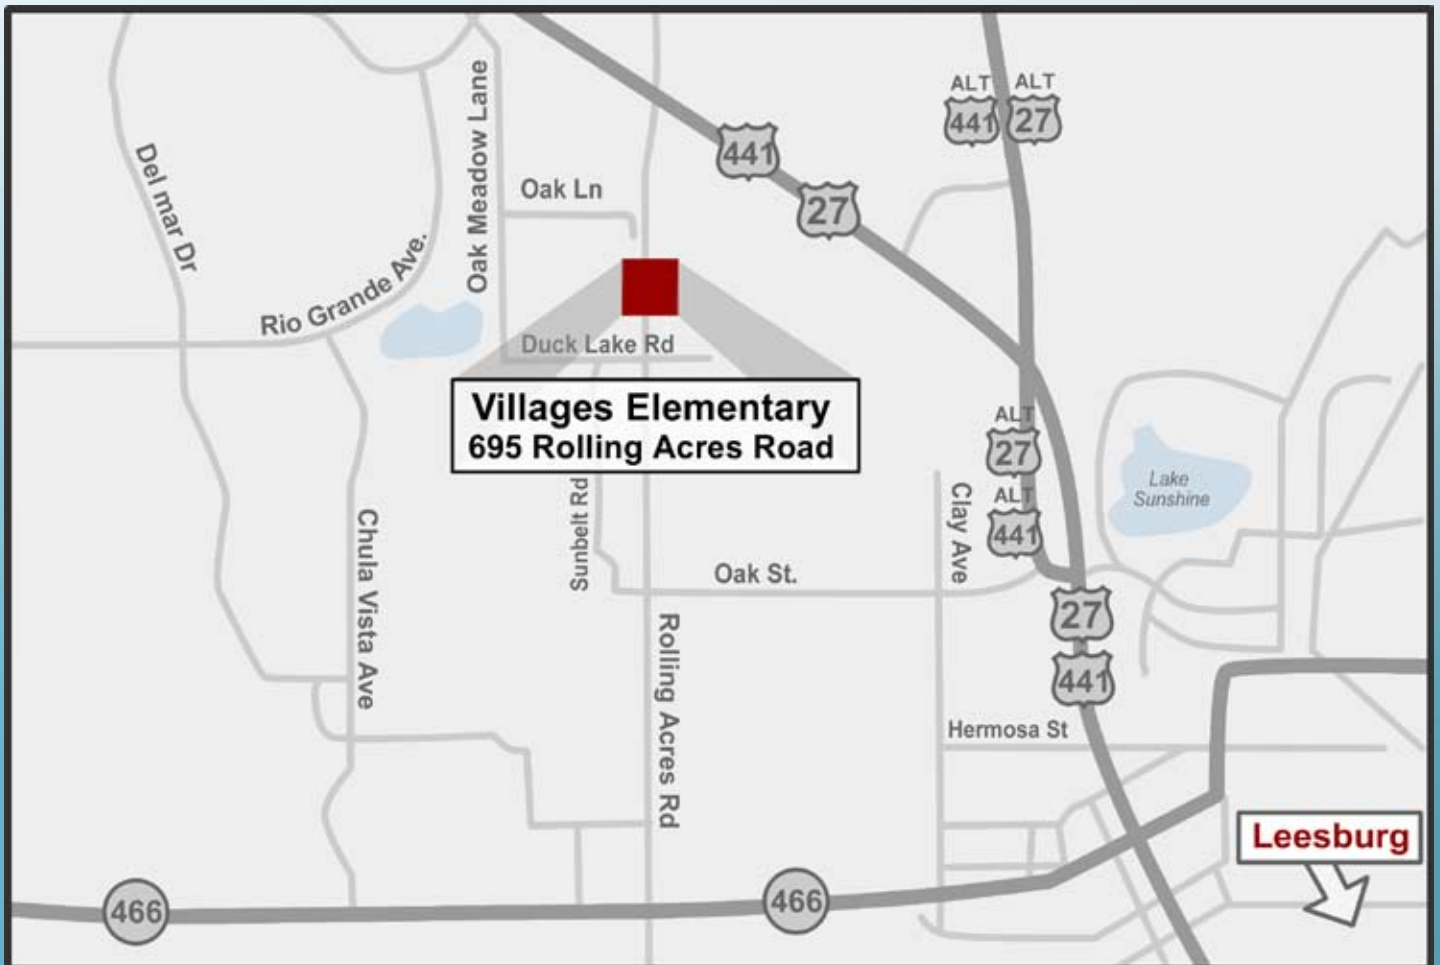 ALT
ALT
441
27
Oak Meadow Lane
441
Del mar Dr
Oak Ln
27
Rio Grande Ave.
Duck Lake Rd
Villages Elementary
695 Rolling Acres Road
ALT
27
Lake
Sunshine
ALT
441
Sunbelt Rd
Clay Ave
Chula Vista Ave
Oak St.
27
Rolling Acres Rd
441
Hermosa St
Leesburg
466
466